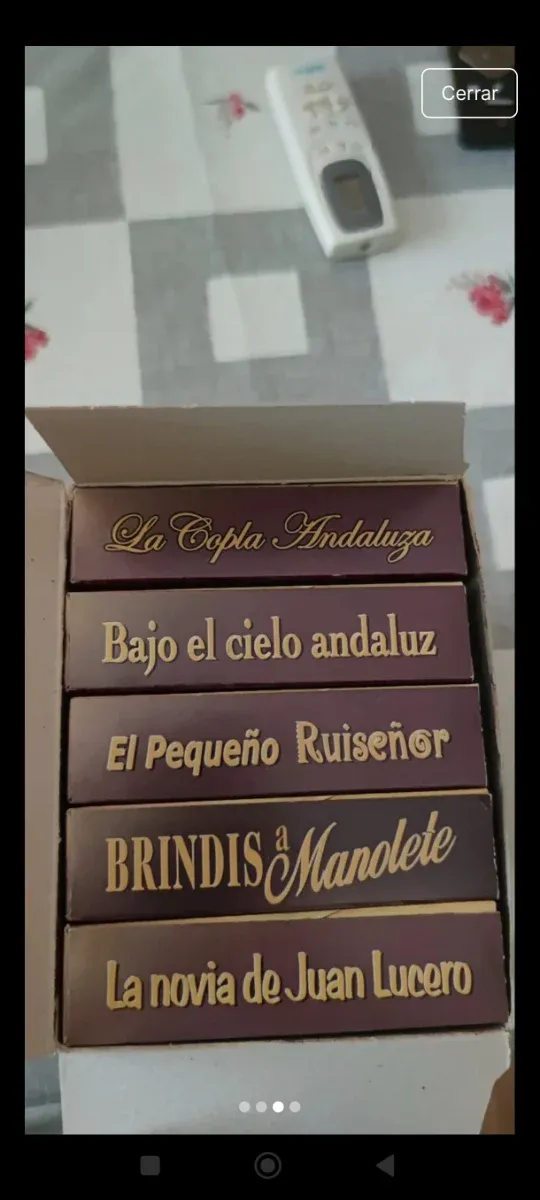 Cerrar
La Copla Andaluza
Bajo el cielo andaluz
El Pequeño Ruiseñor
BRINDIS a Manolete
La novia de Juan Lucero